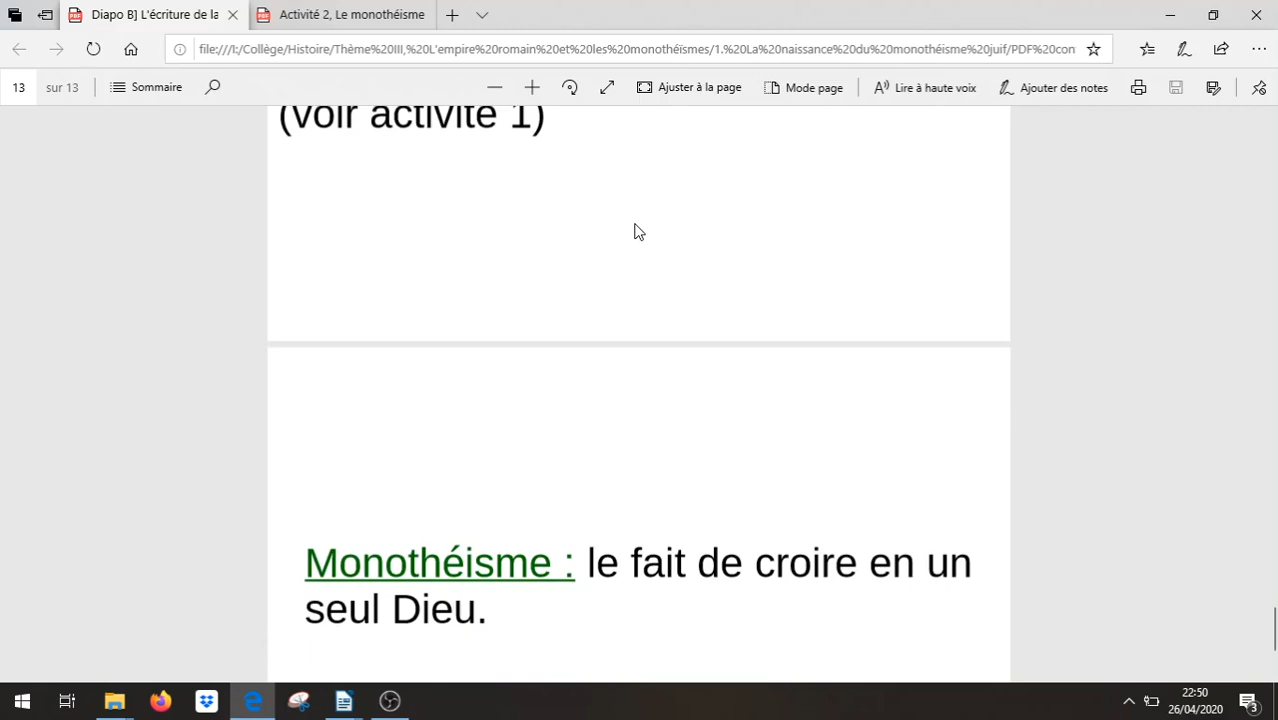 Diapo B] L'écriture de la
Activité 2, Le monothéisme
file:///I:/Collège/Histoire/Thème%20III,%20L'empire%20romain%20et%20les%20monothéismes/1.%20La%20naissance%20du%20monothéisme%20juif/PDF%20con
13 sur 13 Sommaire Ajuster à la page Mode page Lire à haute voix Ajouter des notes
(voir activité 1)
Monothéisme : le fait de croire en un
seul Dieu.
22:50
26/04/2020
3